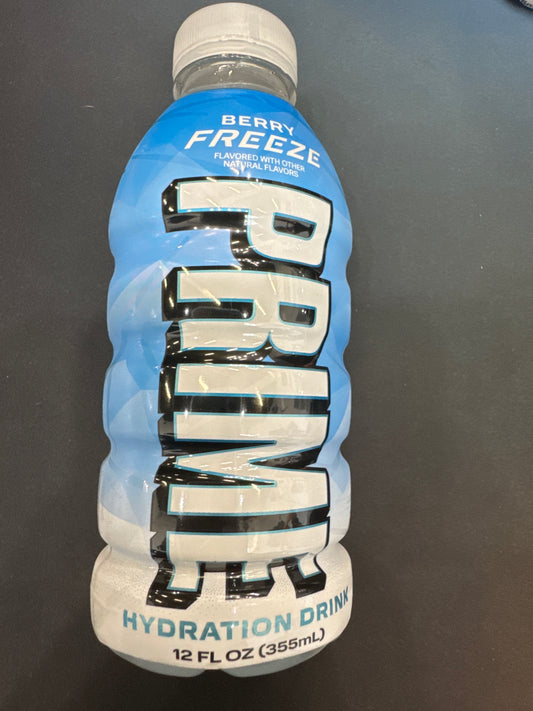 BERRY
FREEZE
FLAVORED WITH OTHER
NATURAL FLAVORS
PRIME
HYDRATION DRINK
12 FL OZ (355mL)